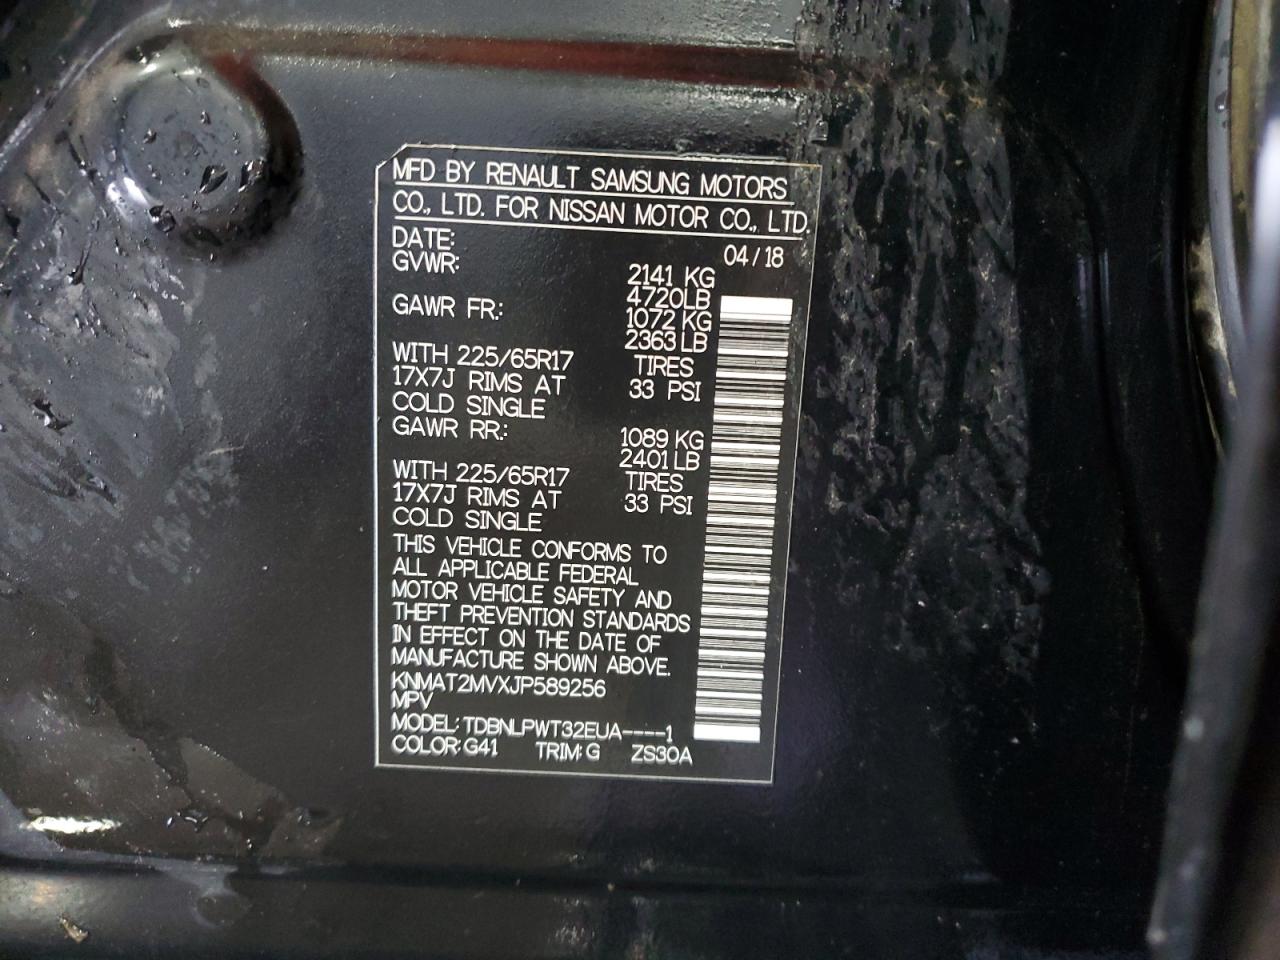 MFD BY RENAULT SAMSUNG MOTORS
CO., LTD. FOR NISSAN MOTOR CO., LTD.
DATE: 04/18
GVWR: 2141 KG
4720LB
GAWR FR: 1072 KG
2363 LB
WITH 225/65R17 TIRES
17X7J RIMS AT 33 PSI
COLD SINGLE
GAWR RR: 1089 KG
2401 LB
WITH 225/65R17 TIRES
17X7J RIMS AT 33 PSI
COLD SINGLE
THIS VEHICLE CONFORMS TO
ALL APPLICABLE FEDERAL
MOTOR VEHICLE SAFETY AND
THEFT PREVENTION STANDARDS
IN EFFECT ON THE DATE OF
MANUFACTURE SHOWN ABOVE.
KNMAT2MVXJP589256
MPV
MODEL: TDBNLPWT32EUA----1
COLOR: G41 TRIM: G ZS30A